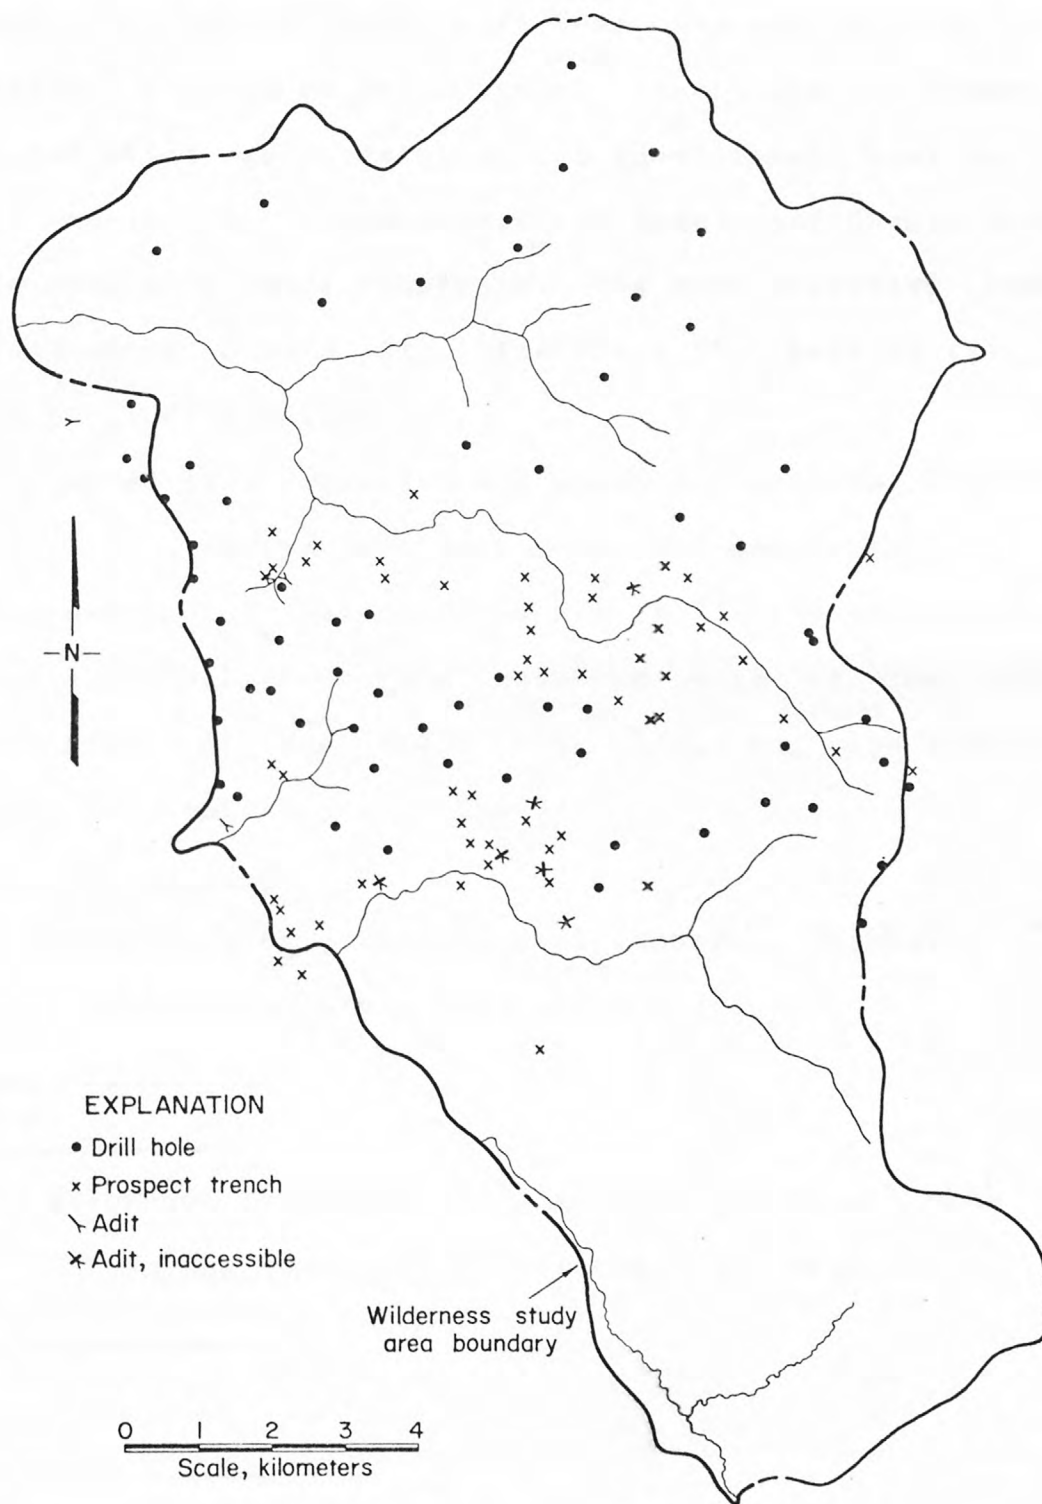 N
EXPLANATION
Drill hole
Prospect trench
Adit
Adit, inaccessible
Wilderness study
area boundary
0 1 2 3 4
Scale, kilometers